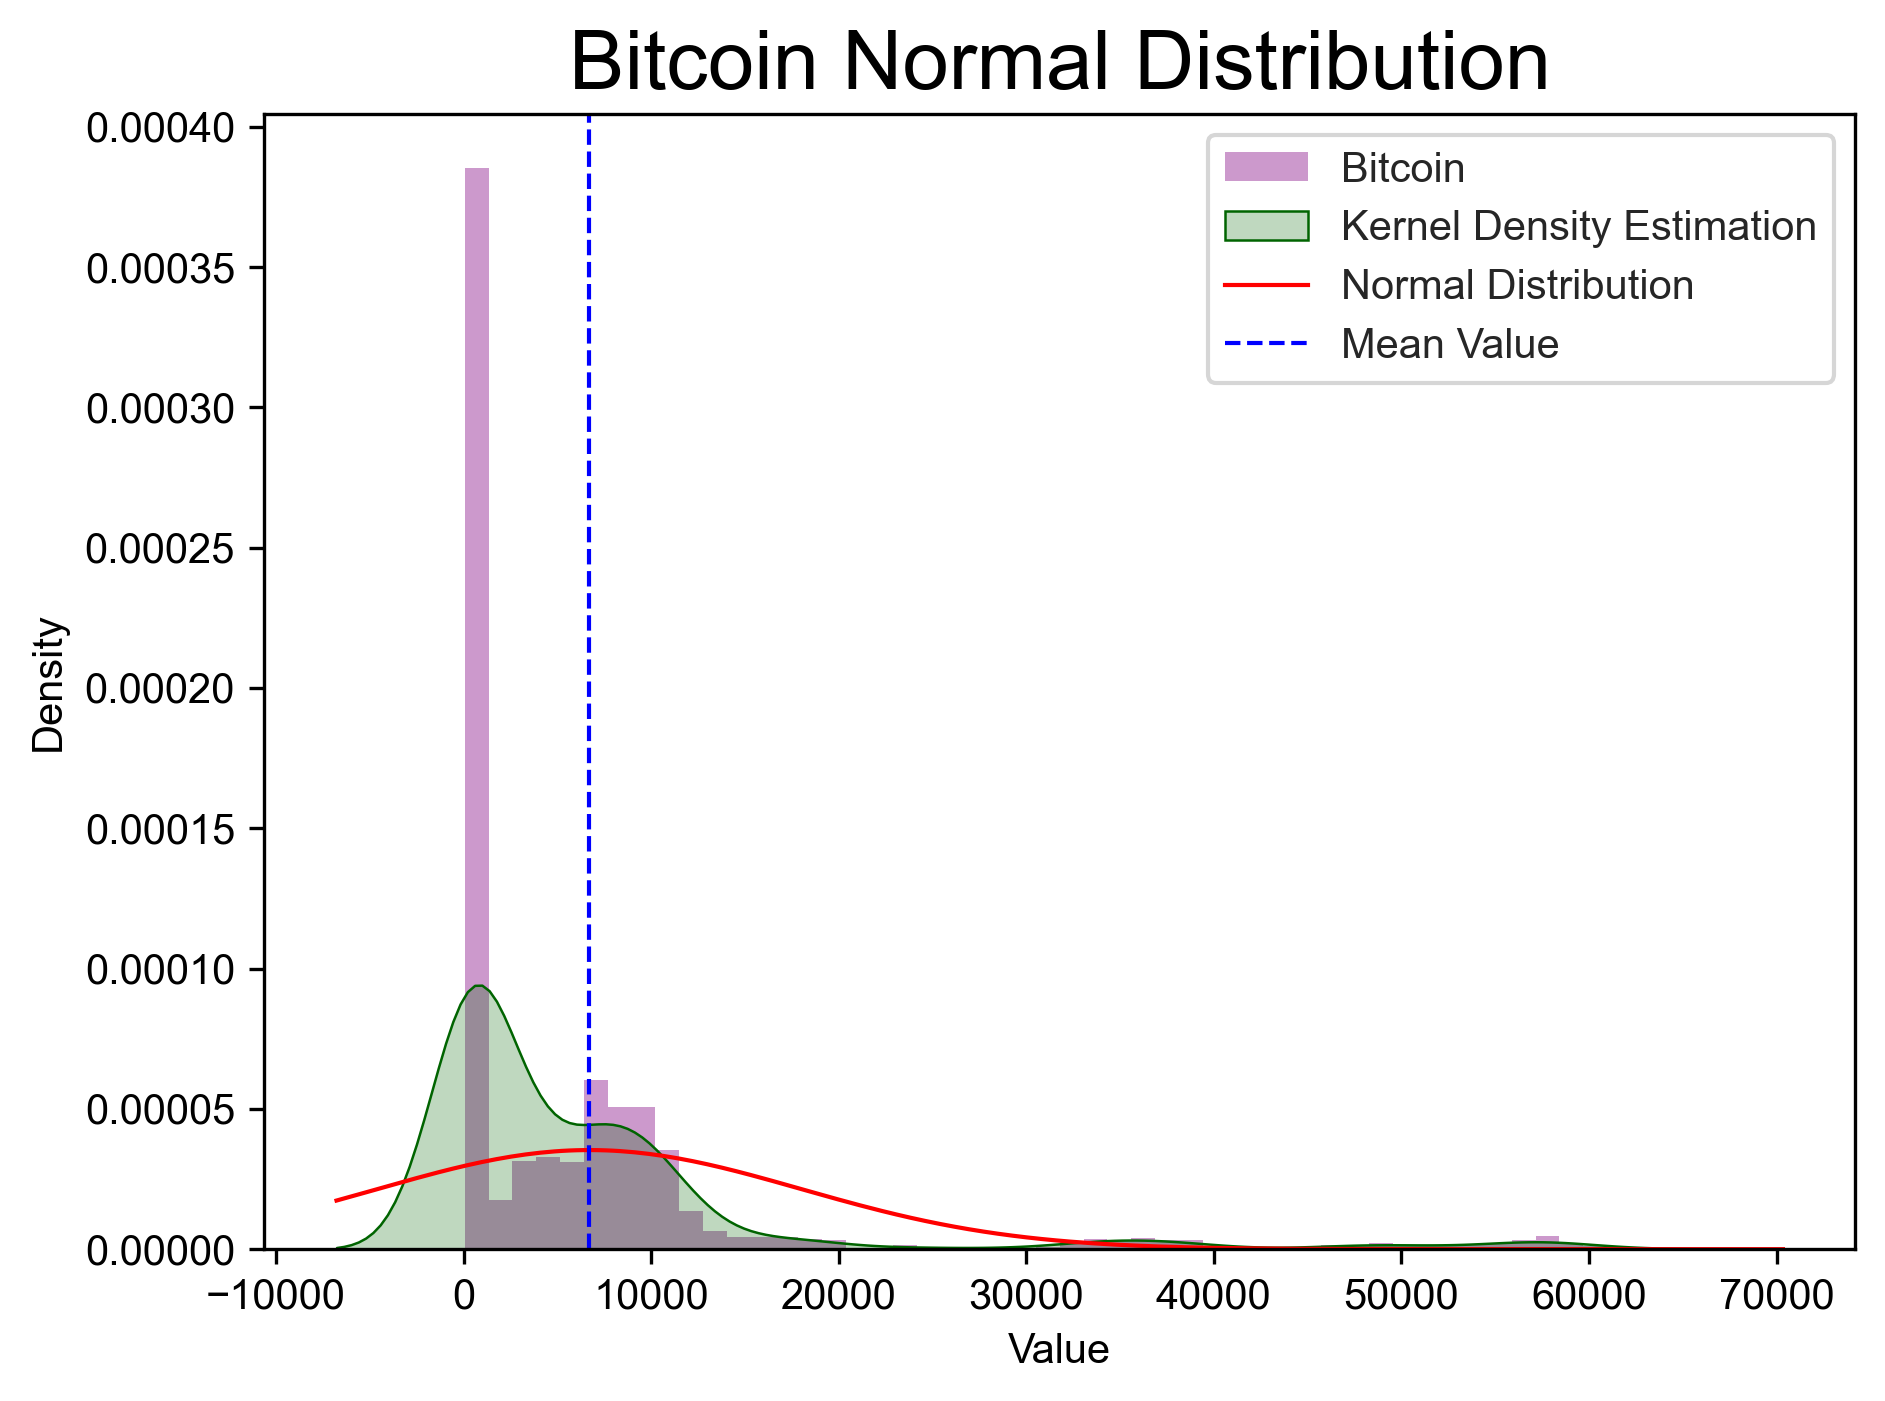 Bitcoin Normal Distribution
0.00040
0.00035
0.00030
0.00025
0.00020
0.00015
0.00010
0.00005
0.00000
Density
Bitcoin
Kernel Density Estimation
Normal Distribution
Mean Value
−10000 0 10000 20000 30000 40000 50000 60000 70000
Value